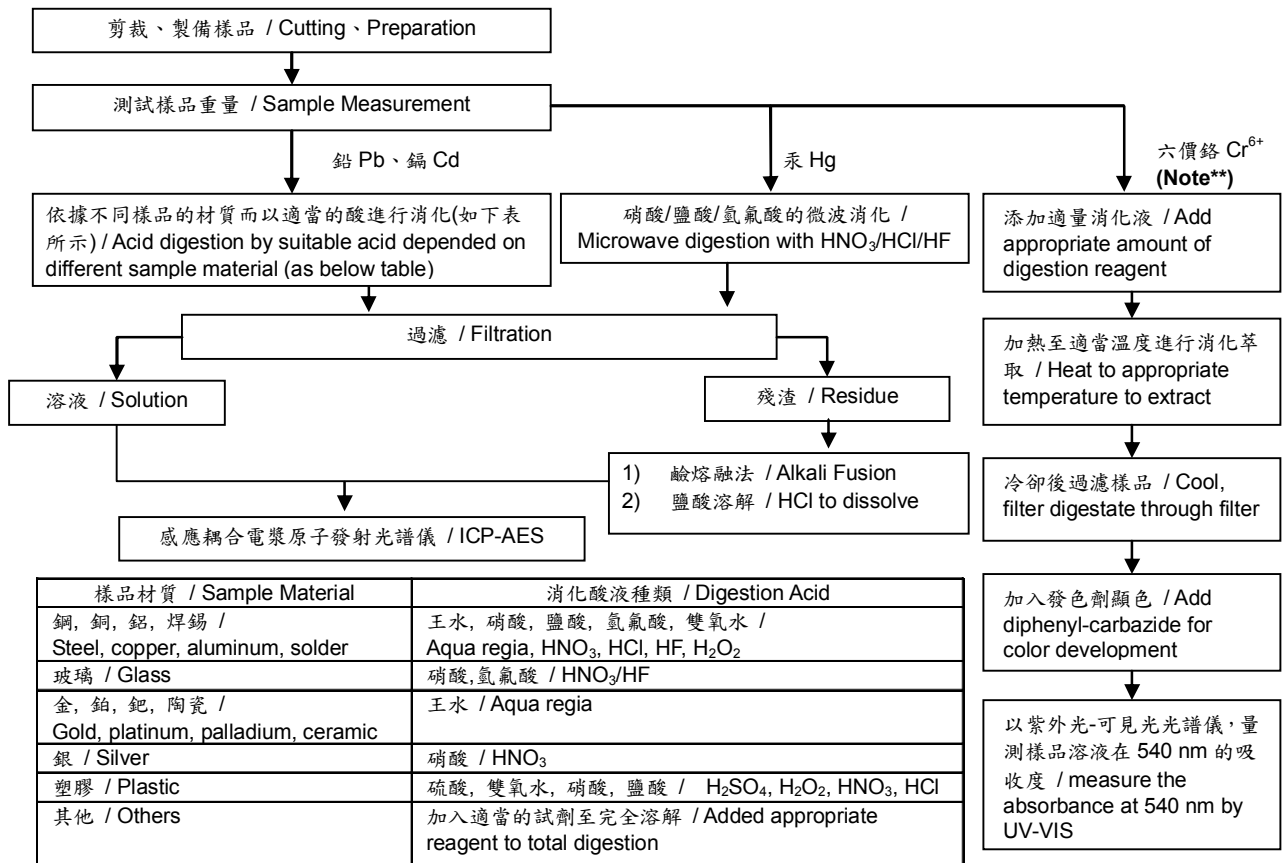 剪裁、製備樣品 / Cutting、Preparation
測試樣品重量 / Sample Measurement
鉛 Pb、鎘 Cd
汞 Hg
六價鉻 Cr⁶⁺
(Note**)
依據不同樣品的材質而以適當的酸進行消化(如下表
所示) / Acid digestion by suitable acid depended on
different sample material (as below table)
硝酸/鹽酸/氫氟酸的微波消化 /
Microwave digestion with HNO₃/HCl/HF
添加適量消化液 / Add
appropriate amount of
digestion reagent
過濾 / Filtration
加熱至適當溫度進行消化萃
取 / Heat to appropriate
temperature to extract
溶液 / Solution
殘渣 / Residue
1) 鹼熔融法 / Alkali Fusion
2) 鹽酸溶解 / HCl to dissolve
冷卻後過濾樣品 / Cool,
filter digestate through filter
感應耦合電漿原子發射光譜儀 / ICP-AES
加入發色劑顯色 / Add
diphenyl-carbazide for
color development
以紫外光-可見光光譜儀，量
測樣品溶液在 540 nm 的吸
收度 / measure the
absorbance at 540 nm by
UV-VIS
樣品材質 / Sample Material
消化酸液種類 / Digestion Acid
鋼, 銅, 鋁, 焊錫 /
Steel, copper, aluminum, solder
王水, 硝酸, 鹽酸, 氫氟酸, 雙氧水 /
Aqua regia, HNO₃, HCl, HF, H₂O₂
玻璃 / Glass
硝酸,氫氟酸 / HNO₃/HF
金, 鉑, 鈀, 陶瓷 /
Gold, platinum, palladium, ceramic
王水 / Aqua regia
銀 / Silver
硝酸 / HNO₃
塑膠 / Plastic
硫酸, 雙氧水, 硝酸, 鹽酸 / H₂SO₄, H₂O₂, HNO₃, HCl
其他 / Others
加入適當的試劑至完全溶解 / Added appropriate
reagent to total digestion